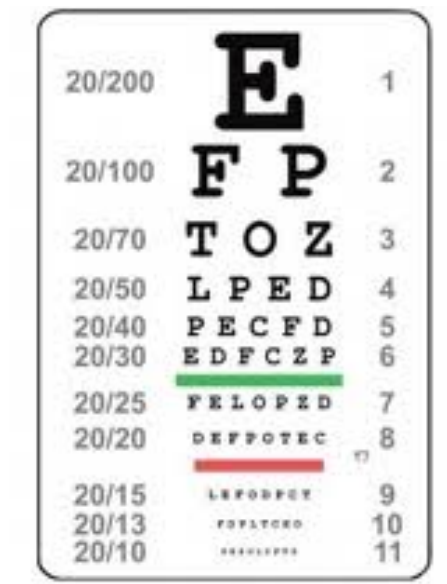 20/200 E 1
20/100 F P 2
20/70 T O Z 3
20/50 L P E D 4
20/40 P E C F D 5
20/30 E D F C Z P 6
20/25 F E L O P Z D 7
20/20 D E F P O T E C 8
20/15 9
20/13 10
20/10 11